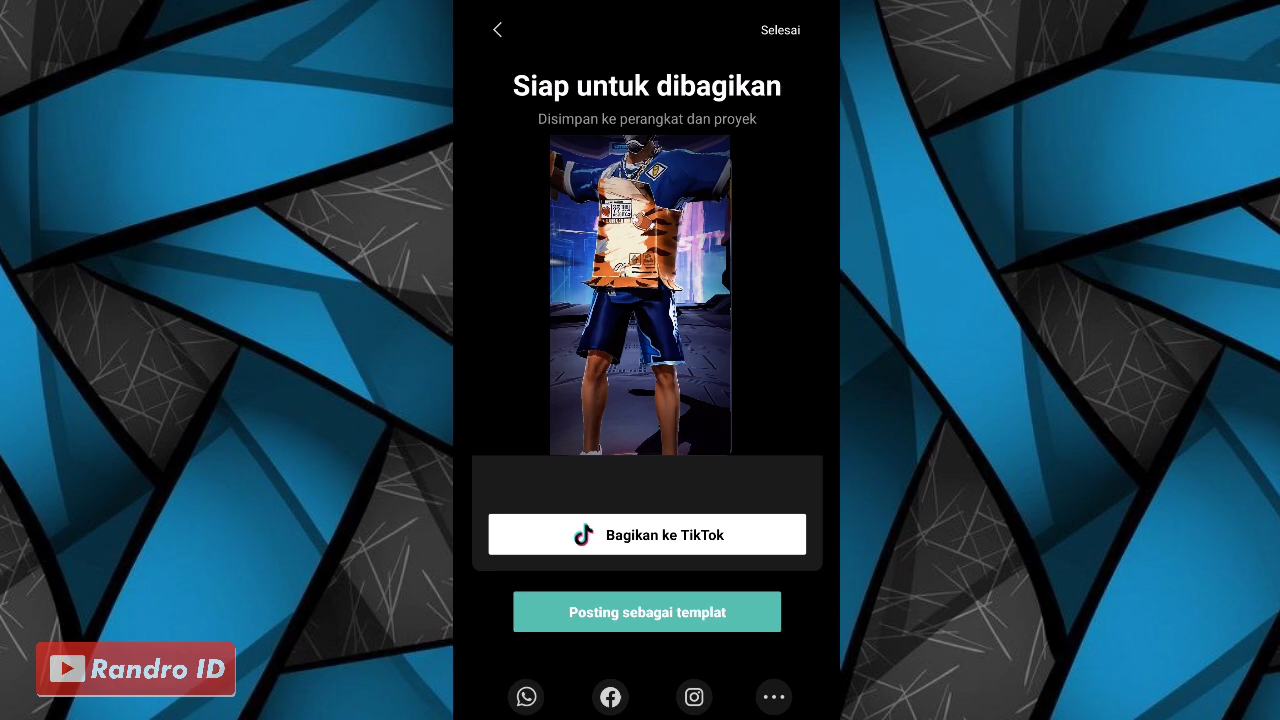 Selesai
Siap untuk dibagikan
Disimpan ke perangkat dan proyek
Bagikan ke TikTok
Posting sebagai templat
Randro ID